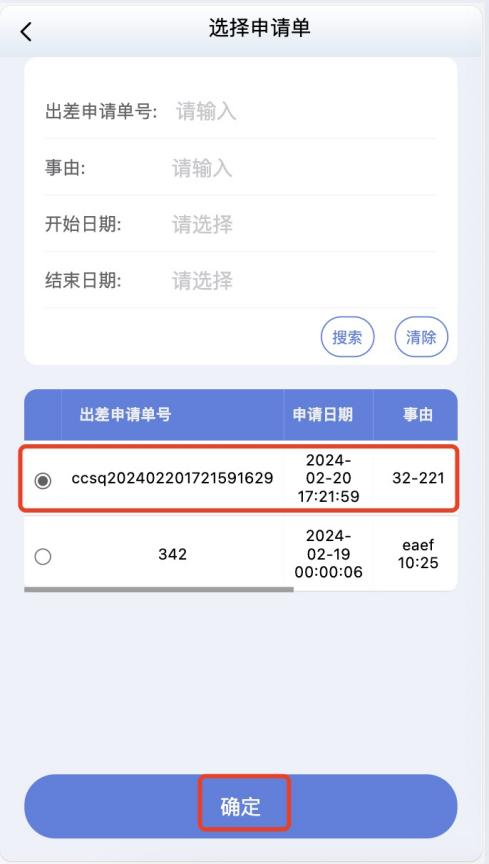 选择申请单
出差申请单号: 请输入
事由: 请输入
开始日期: 请选择
结束日期: 请选择
搜索 清除
出差申请单号 申请日期 事由
ccsq202402201721591629 2024-02-20 17:21:59 32-221
342 2024-02-19 00:00:06 eaef 10:25
确定